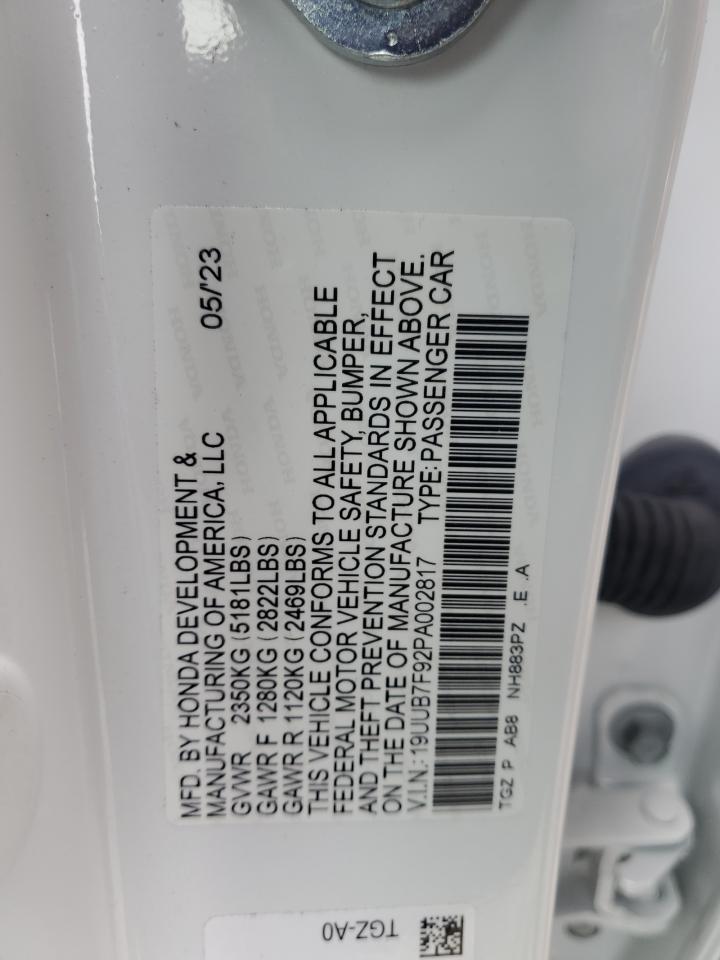 MFD. BY HONDA DEVELOPMENT &
MANUFACTURING OF AMERICA, LLC 05/'23
GVWR 2350KG (5181LBS)
GAWR F 1280KG (2822LBS)
GAWR R 1120KG (2469LBS)
THIS VEHICLE CONFORMS TO ALL APPLICABLE
FEDERAL MOTOR VEHICLE SAFETY, BUMPER,
AND THEFT PREVENTION STANDARDS IN EFFECT
ON THE DATE OF MANUFACTURE SHOWN ABOVE.
V.I.N.: 19UUB7F92PA002817 TYPE: PASSENGER CAR
TGZ P AB8 NH883PZ .E .A
TGZ-A0